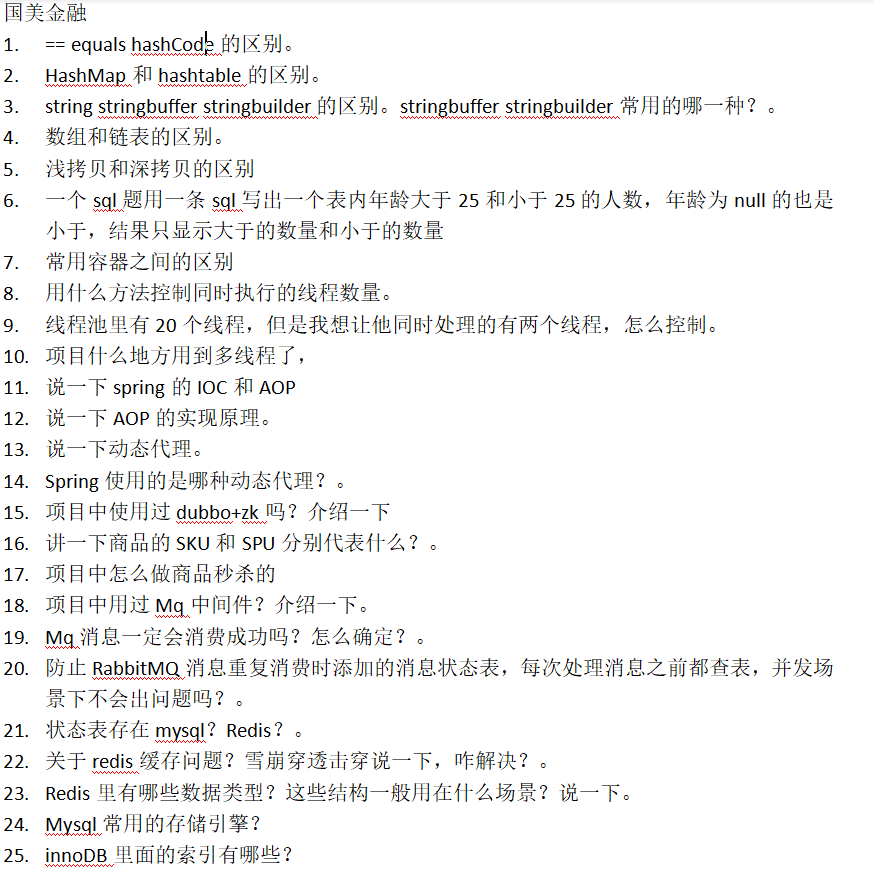 国美金融
1. == equals hashCode 的区别。
2. HashMap 和 hashtable 的区别。
3. string stringbuffer stringbuilder 的区别。stringbuffer stringbuilder 常用的哪一种？。
4. 数组和链表的区别。
5. 浅拷贝和深拷贝的区别
6. 一个 sql 题用一条 sql 写出一个表内年龄大于 25 和小于 25 的人数，年龄为 null 的也是
小于，结果只显示大于的数量和小于的数量
7. 常用容器之间的区别
8. 用什么方法控制同时执行的线程数量。
9. 线程池里有 20 个线程，但是我想让他同时处理的有两个线程，怎么控制。
10. 项目什么地方用到多线程了，
11. 说一下 spring 的 IOC 和 AOP
12. 说一下 AOP 的实现原理。
13. 说一下动态代理。
14. Spring 使用的是哪种动态代理？。
15. 项目中使用过 dubbo+zk 吗？介绍一下
16. 讲一下商品的 SKU 和 SPU 分别代表什么？。
17. 项目中怎么做商品秒杀的
18. 项目中用过 Mq 中间件？介绍一下。
19. Mq 消息一定会消费成功吗？怎么确定？。
20. 防止 RabbitMQ 消息重复消费时添加的消息状态表，每次处理消息之前都查表，并发场
景下不会出问题吗？。
21. 状态表存在 mysql？Redis？。
22. 关于 redis 缓存问题？雪崩穿透击穿说一下，咋解决？。
23. Redis 里有哪些数据类型？这些结构一般用在什么场景？说一下。
24. Mysql 常用的存储引擎？
25. innoDB 里面的索引有哪些？